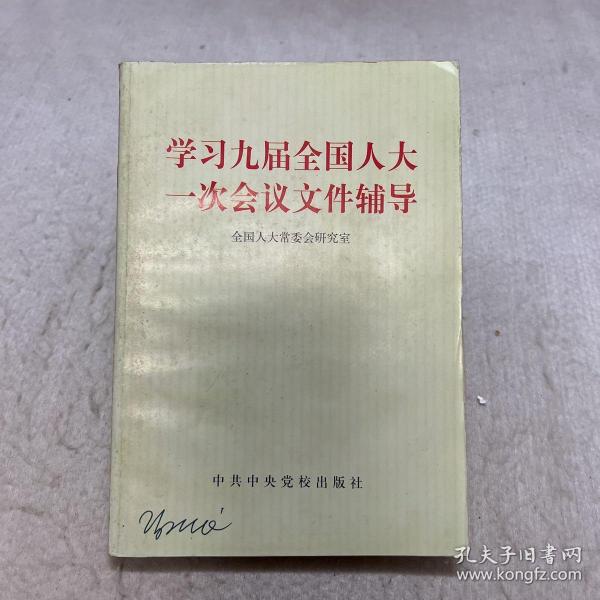 学习九届全国人大
一次会议文件辅导
全国人大常委会研究室
中共中央党校出版社
孔夫子旧书网
www.kongfz.com